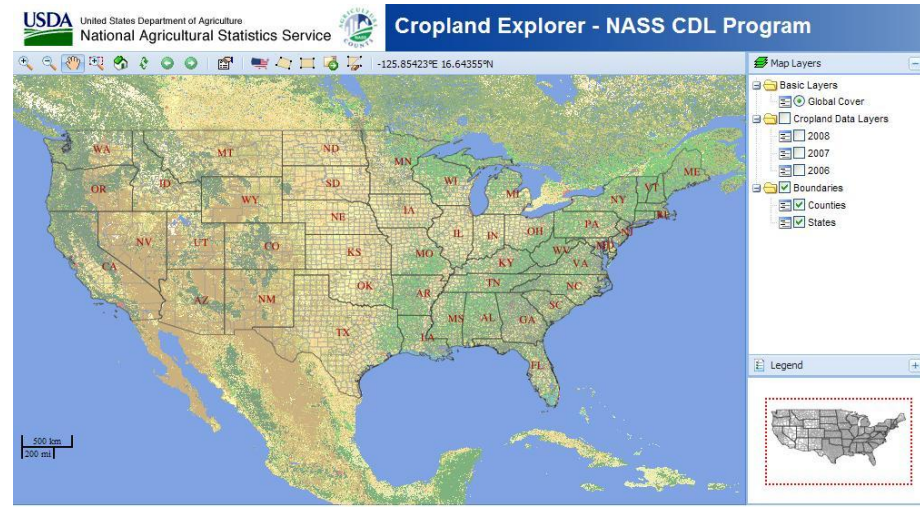 USDA United States Department of Agriculture
National Agricultural Statistics Service
Cropland Explorer - NASS CDL Program
-125.85423°E 16.64355°N
Map Layers
Basic Layers
Global Cover
Cropland Data Layers
2008
2007
2006
Boundaries
Counties
States
WA
MT
ND
MN
ME
OR
ID
SD
WI
MI
NY
VT
WY
NE
IA
PA
NV
UT
CO
KS
MO
IL
IN
OH
WV
VA
KY
CA
AZ
NM
OK
AR
TN
NC
SC
TX
LA
MS
AL
GA
FL
500 km
200 mi
Legend